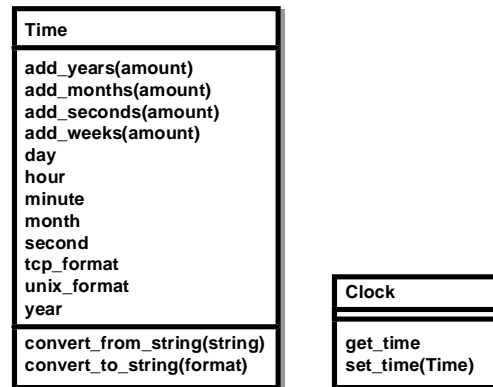 Time
add_years(amount)
add_months(amount)
add_seconds(amount)
add_weeks(amount)
day
hour
minute
month
second
tcp_format
unix_format
year
convert_from_string(string)
convert_to_string(format)
Clock
get_time
set_time(Time)